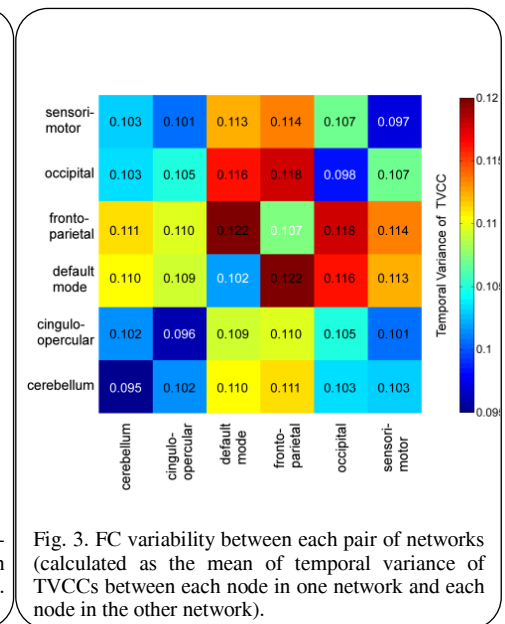 sensori-
motor
0.103 0.101 0.113 0.114 0.107 0.097
occipital
0.103 0.105 0.116 0.118 0.098 0.107
fronto-
parietal
0.111 0.110 0.122 0.107 0.118 0.114
default
mode
0.110 0.109 0.102 0.122 0.116 0.113
cingulo-
opercular
0.102 0.096 0.109 0.110 0.105 0.101
cerebellum
0.095 0.102 0.110 0.111 0.103 0.103
cerebellum
cingulo-
opercular
default
mode
fronto-
parietal
occipital
sensori-
motor
0.12
0.11
0.1
Temporal Variance of TVCC
Fig. 3. FC variability between each pair of networks
(calculated as the mean of temporal variance of
TVCCs between each node in one network and each
node in the other network).